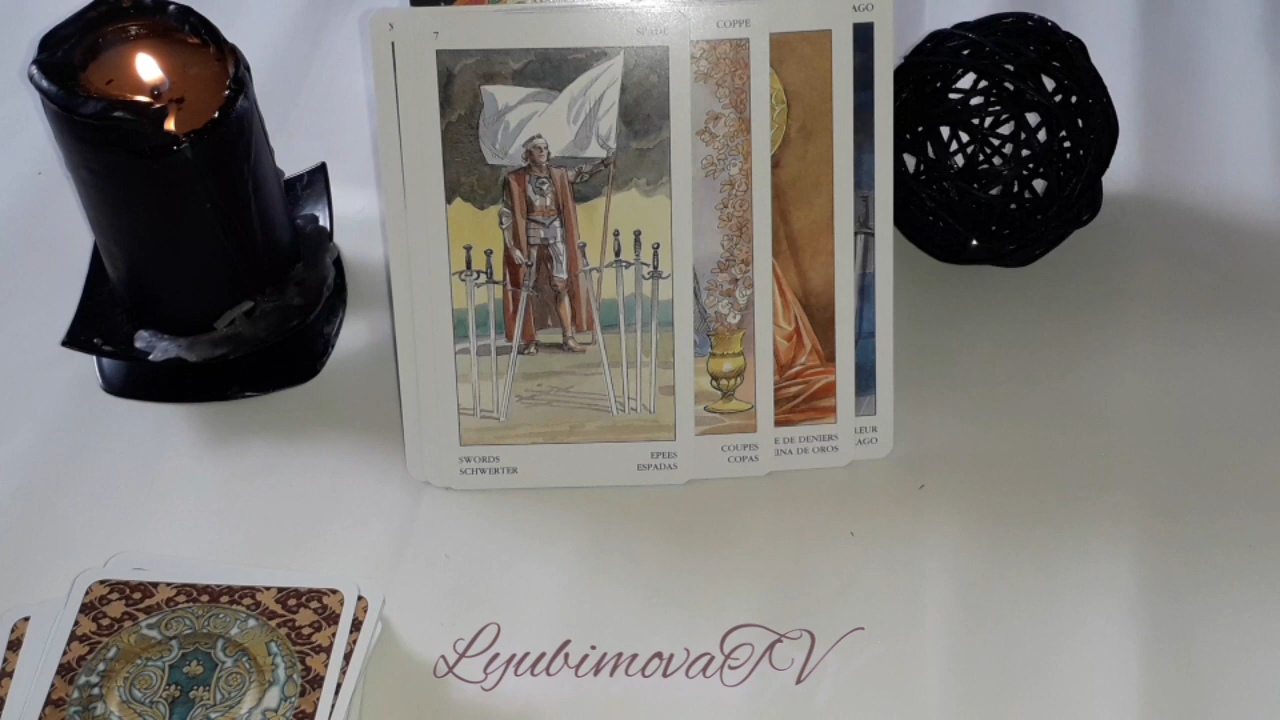 AGO
COPPE
7
SPADE
E DE DENIERS
EINA DE OROS
LEUR
AGO
COUPES
COPAS
SWORDS
EPEES
SCHWERTER
ESPADAS
LyubimovaTV